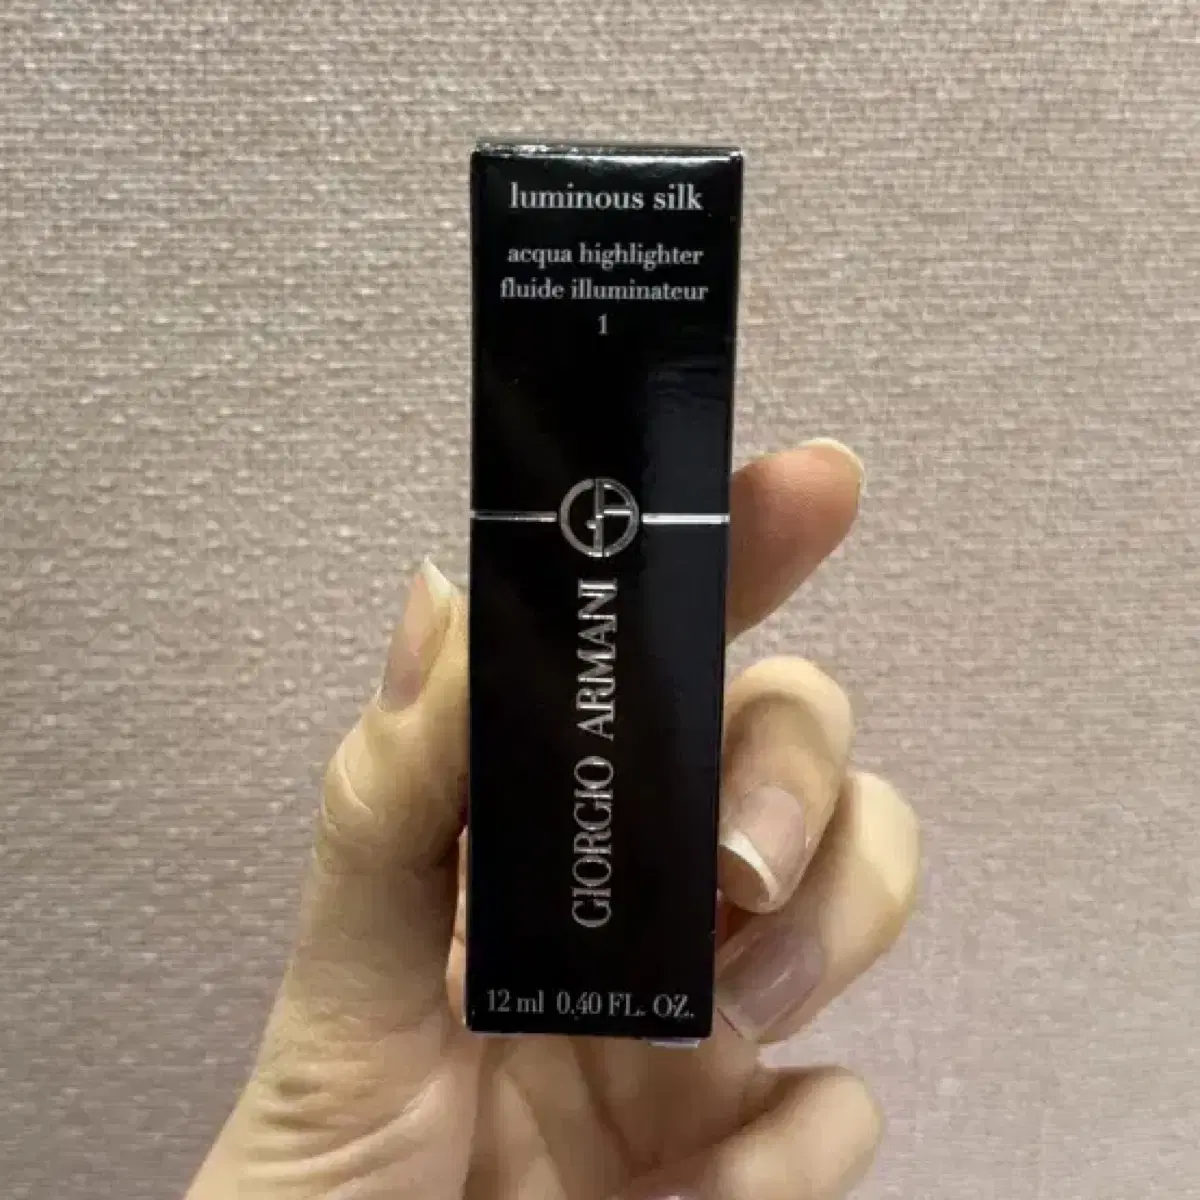 luminous silk
acqua highlighter
fluide illuminateur
1
GIORGIO ARMANI
12 ml 0.40 FL. OZ.